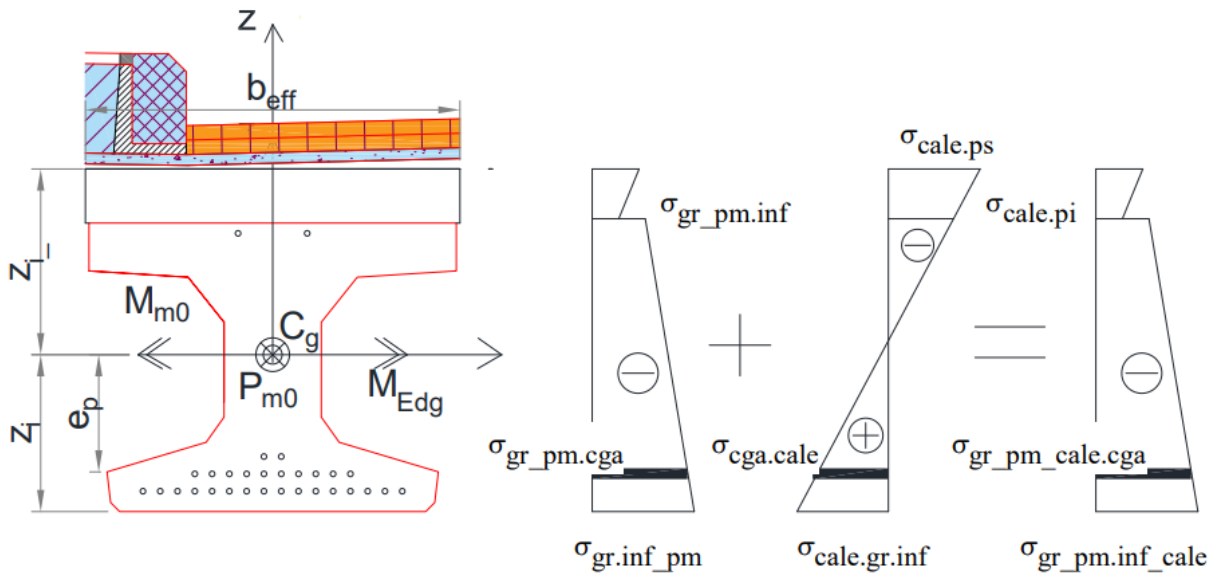 z
b_eff
σ_cale.ps
σ_gr_pm.inf
σ_cale.pi
z_i_l
M_m0
C_g
P_m0
M_Edg
e_p
z_i
σ_gr_pm.cga
σ_cga.cale
σ_gr_pm_cale.cga
σ_gr.inf_pm
σ_cale.gr.inf
σ_gr_pm.inf_cale